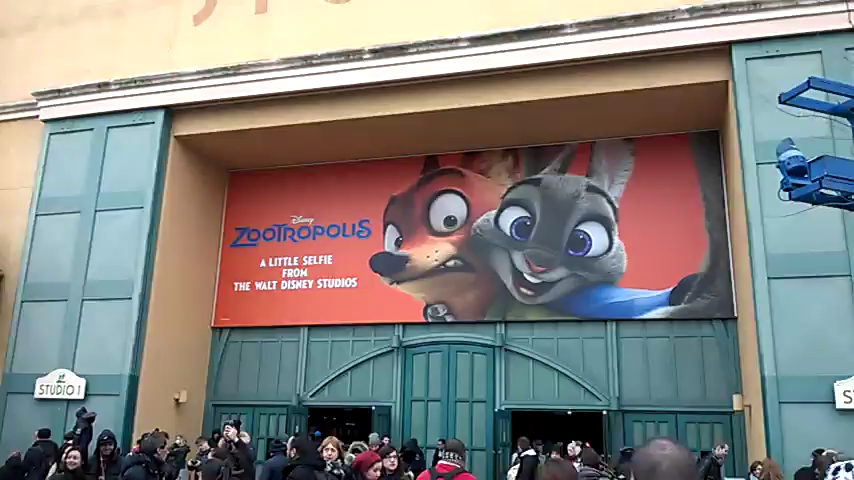 Disney
ZOOTROPOLIS
A LITTLE SELFIE
FROM
THE WALT DISNEY STUDIOS
STUDIO 1